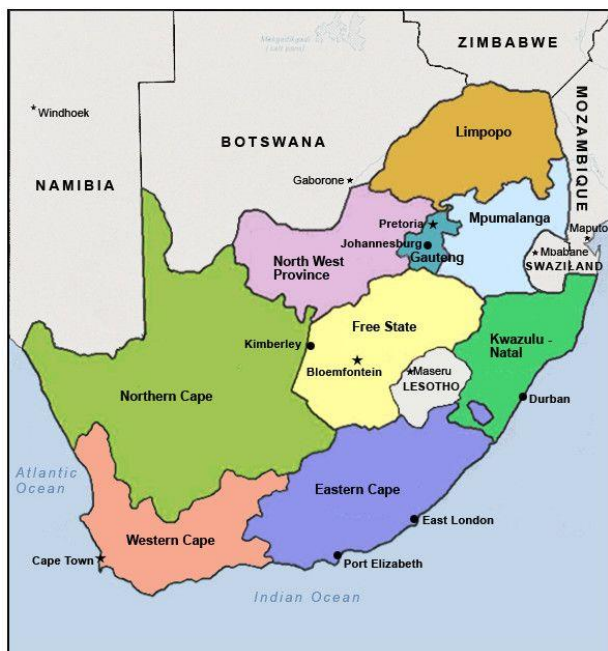 ZIMBABWE
MOZAMBIQUE
Windhoek
Limpopo
BOTSWANA
NAMIBIA
Gaborone
Pretoria
Mpumalanga
Johannesburg
Gauteng
Maputo
Mbabane
SWAZILAND
North West
Province
Free State
Kwazulu -
Natal
Kimberley
Bloemfontein
Maseru
LESOTHO
Northern Cape
Durban
Atlantic
Ocean
Eastern Cape
East London
Western Cape
Cape Town
Port Elizabeth
Indian Ocean